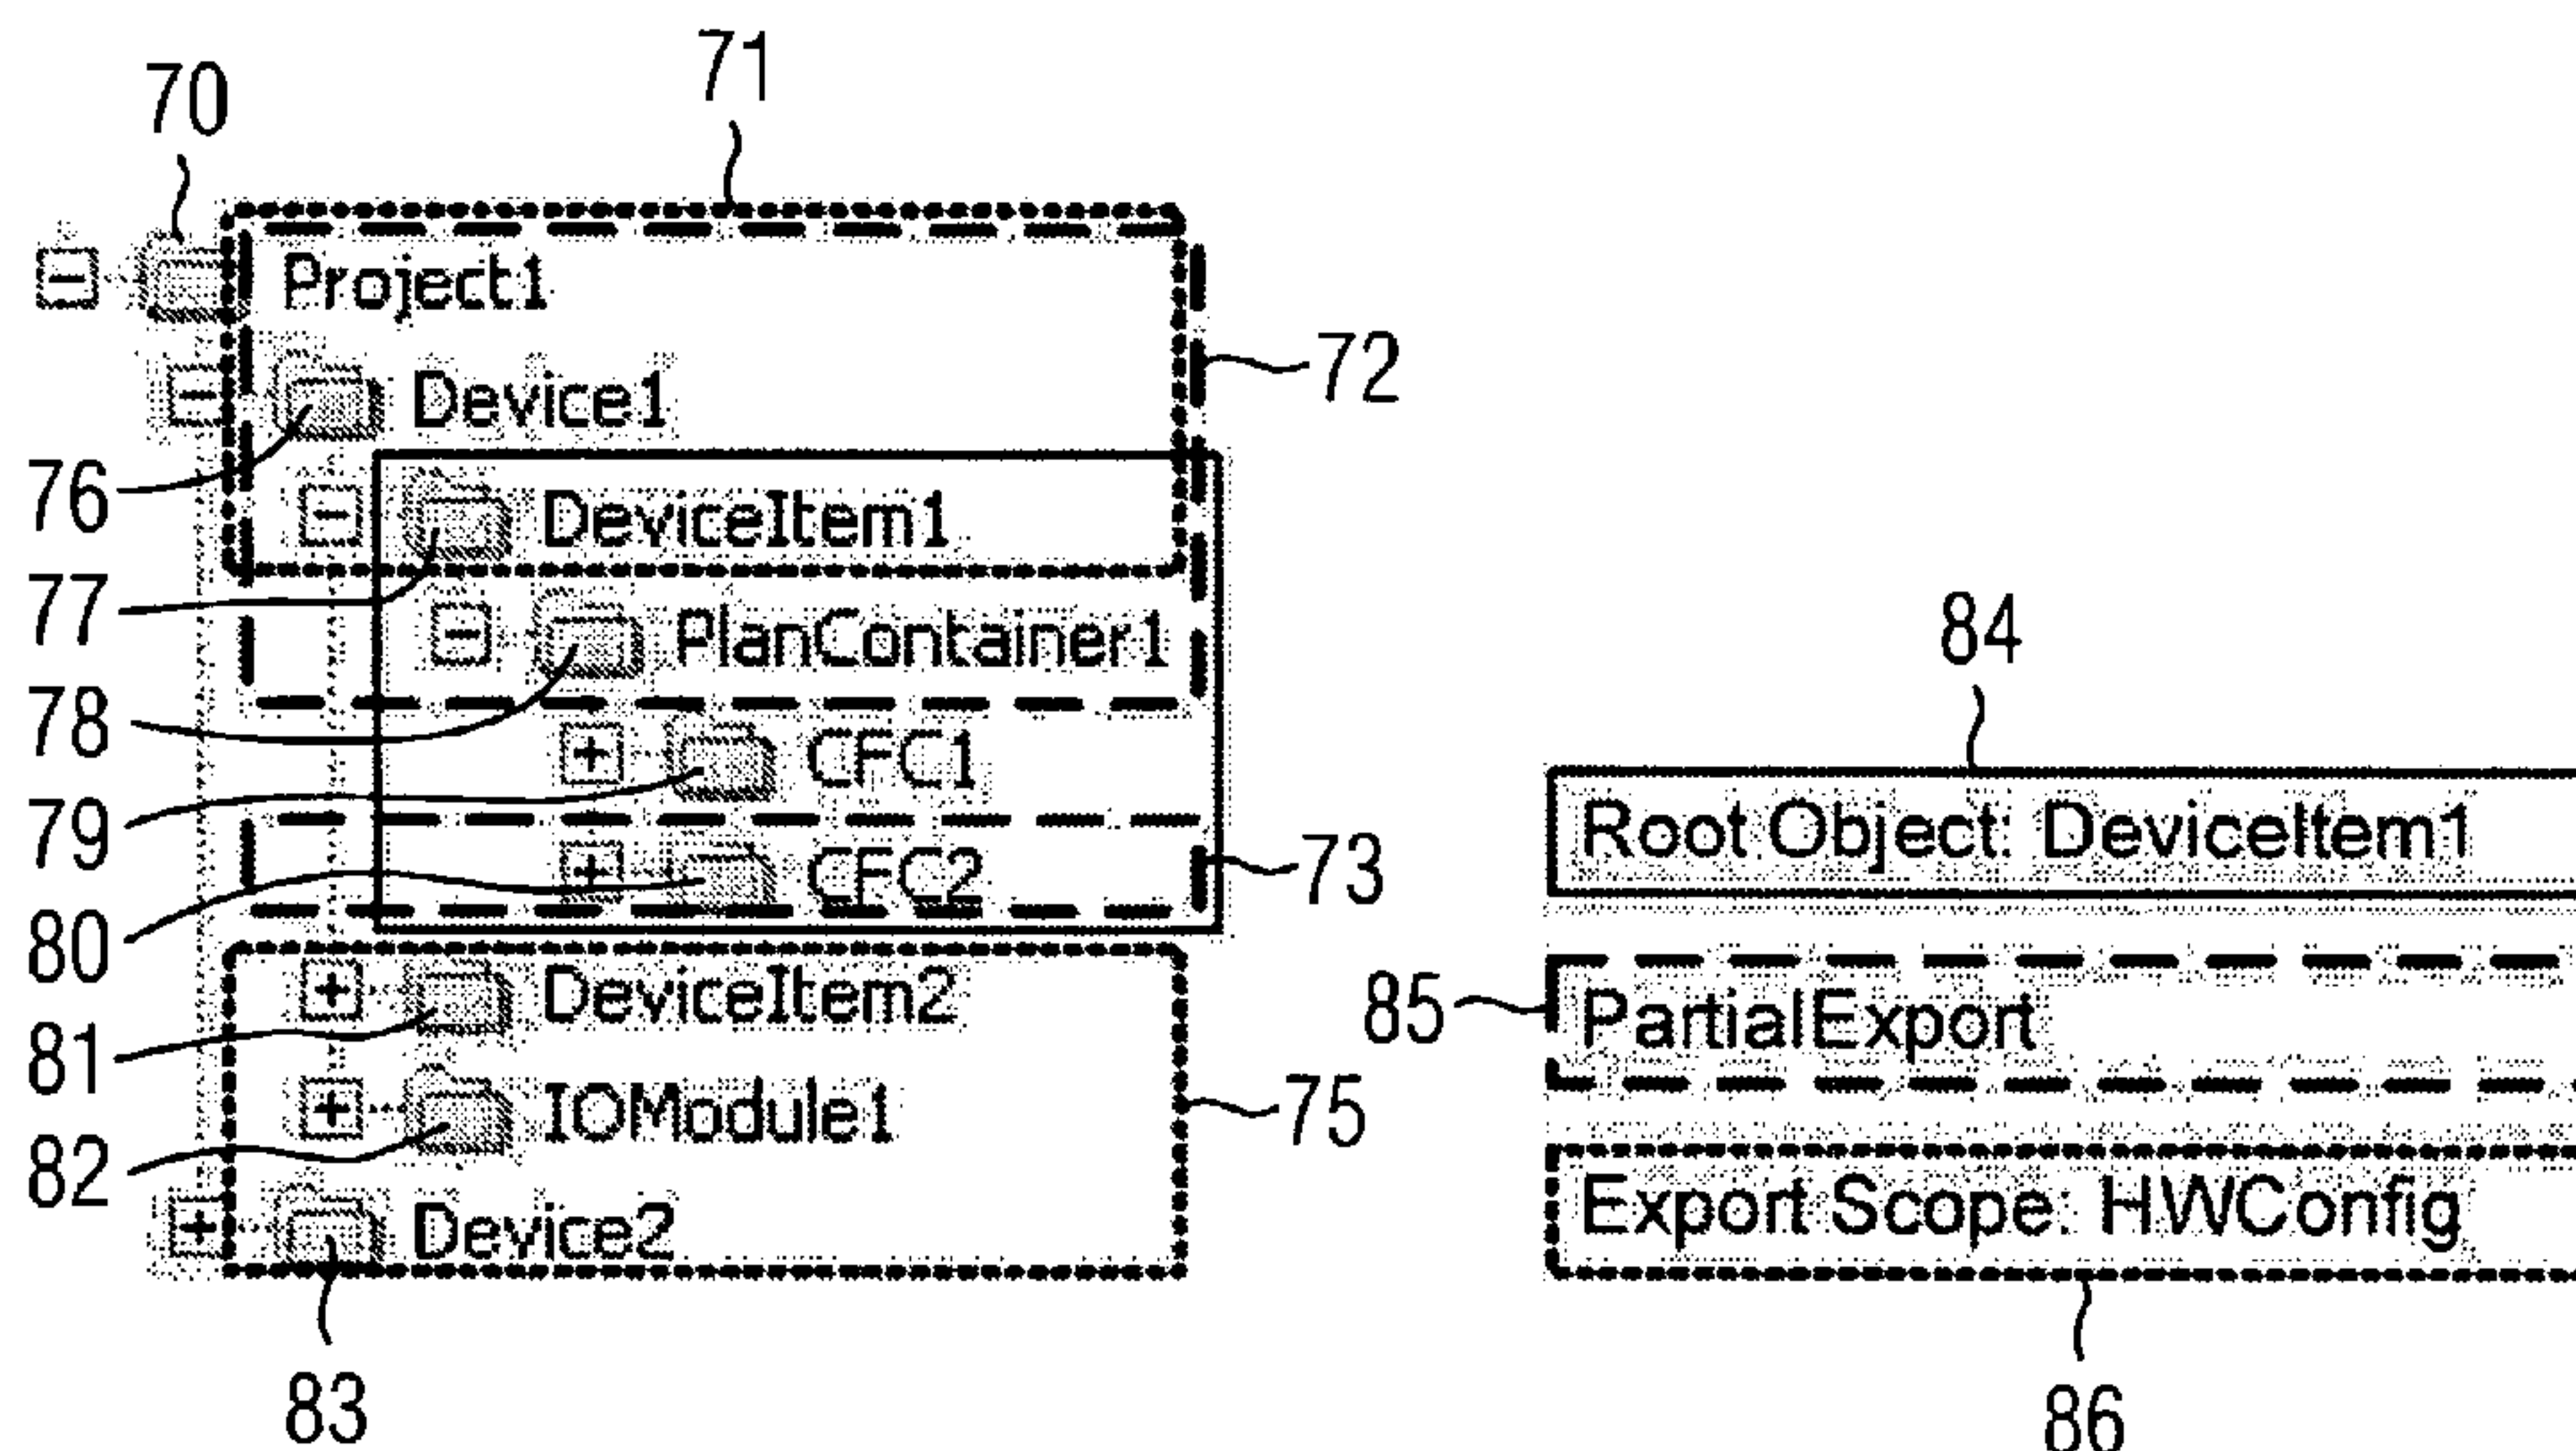 71
70
Project1
72
Device1
76
DeviceItem1
77
PlanContainer1
84
78
CFC1
79
Root Object: DeviceItem1
CFC2
73
80
DeviceItem2
85
PartialExport
81
IOModule1
75
82
Export Scope: HWConfig
Device2
83
86